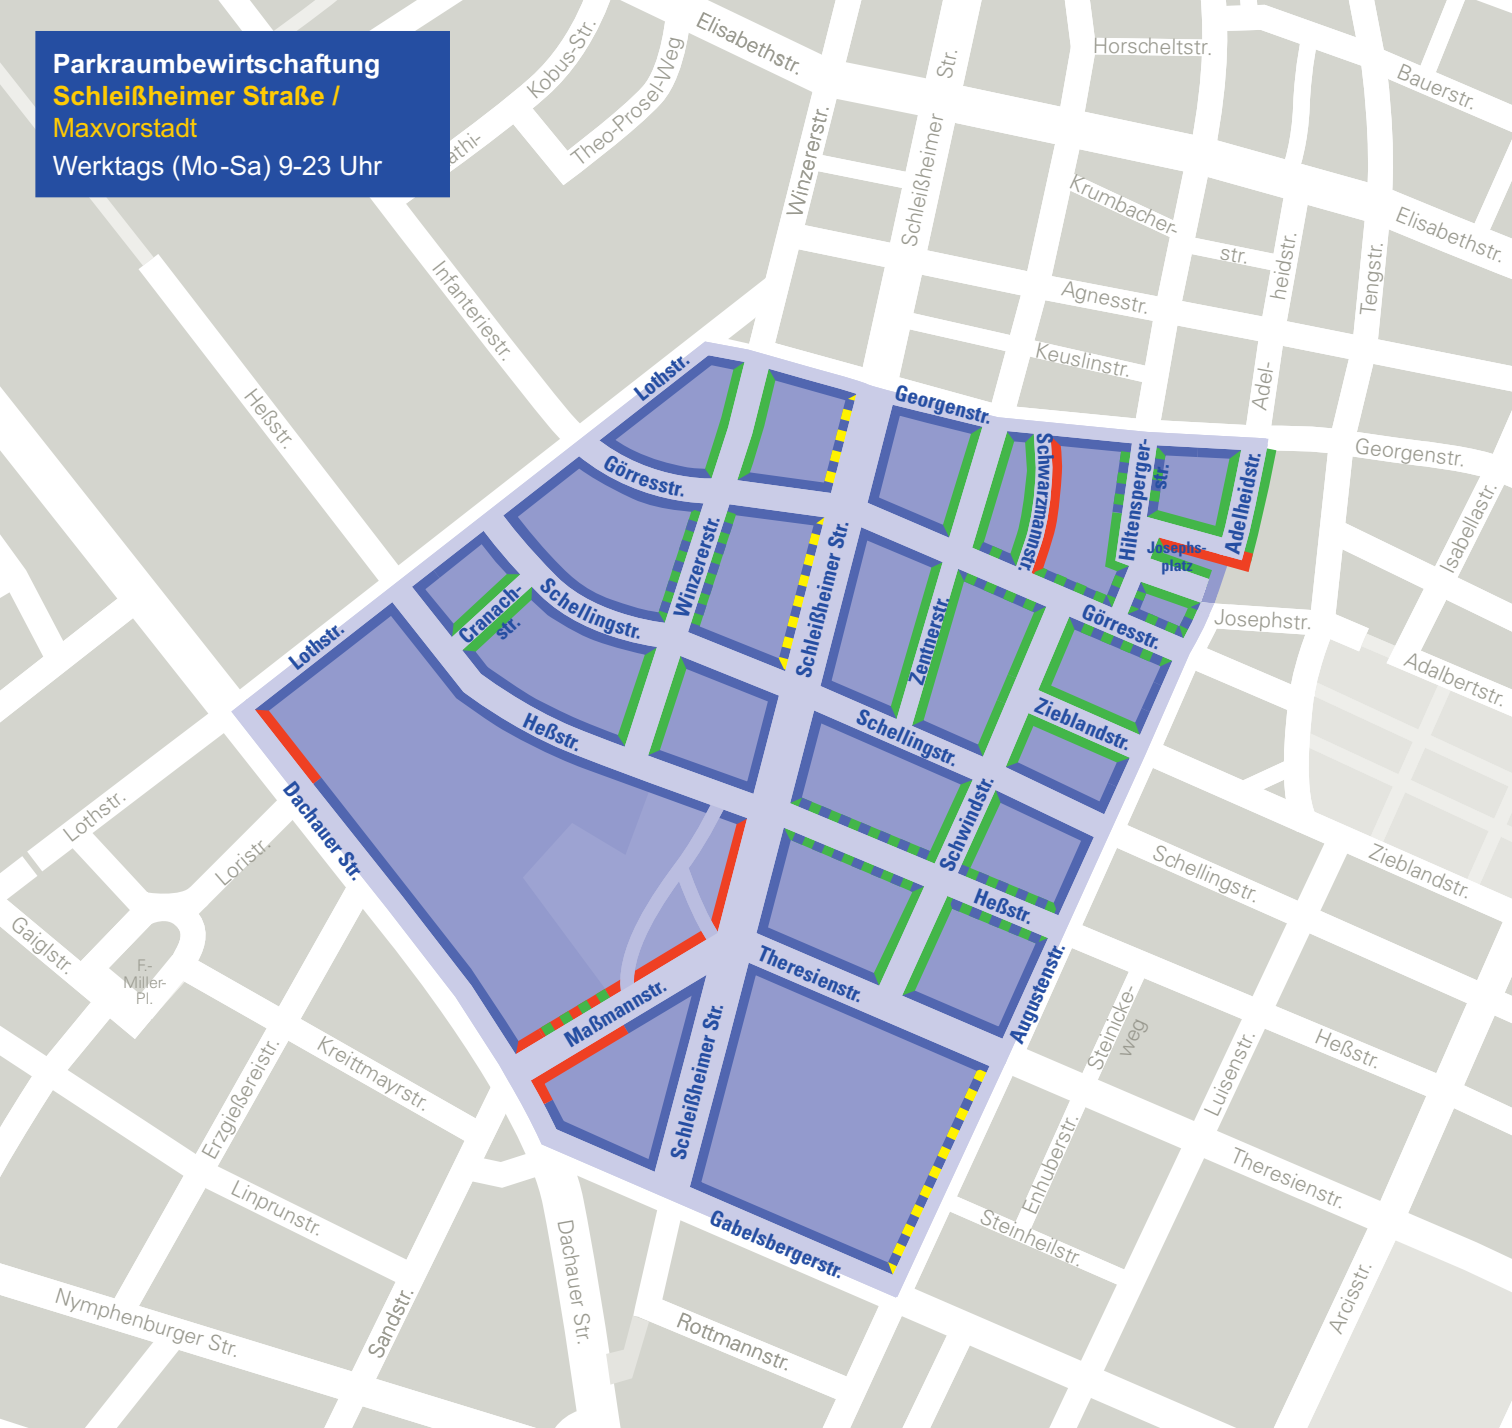 Parkraumbewirtschaftung
Schleißheimer Straße /
Maxvorstadt
Werktags (Mo-Sa) 9-23 Uhr
Kobus-Str.
Theo-Prosel-Weg
athi-
Elisabethstr.
Str.
Schleißheimer
Winzererstr.
Horscheltstr.
Bauerstr.
Krumbacher-
str.
heidstr.
Adel-
Tengstr.
Elisabethstr.
Agnesstr.
Keuslinstr.
Infanteriestr.
Heßstr.
Lothstr.
Georgenstr.
Görresstr.
Schwarzmannstr.
Hiltensperger-
str.
Adelheidstr.
Georgenstr.
Isabellastr.
Josephs-
platz
Josephstr.
Adalbertstr.
Winzererstr.
Schleißheimer Str.
Cranach-
str.
Schellingstr.
Zentnerstr.
Görresstr.
Lothstr.
Heßstr.
Schellingstr.
Zieblandstr.
Dachauer Str.
Lothstr.
Loristr.
Schwindstr.
Heßstr.
Schellingstr.
Zieblandstr.
Gaiglstr.
F.-
Miller-
Pl.
Maßmannstr.
Theresienstr.
Augustenstr.
Steinicke-
weg
Luisenstr.
Heßstr.
Erzgießereistr.
Kreittmayrstr.
Schleißheimer Str.
Enhuberstr.
Theresienstr.
Linprunstr.
Steinheilstr.
Gabelsbergerstr.
Dachauer Str.
Nymphenburger Str.
Sandstr.
Rottmannstr.
Arcisstr.